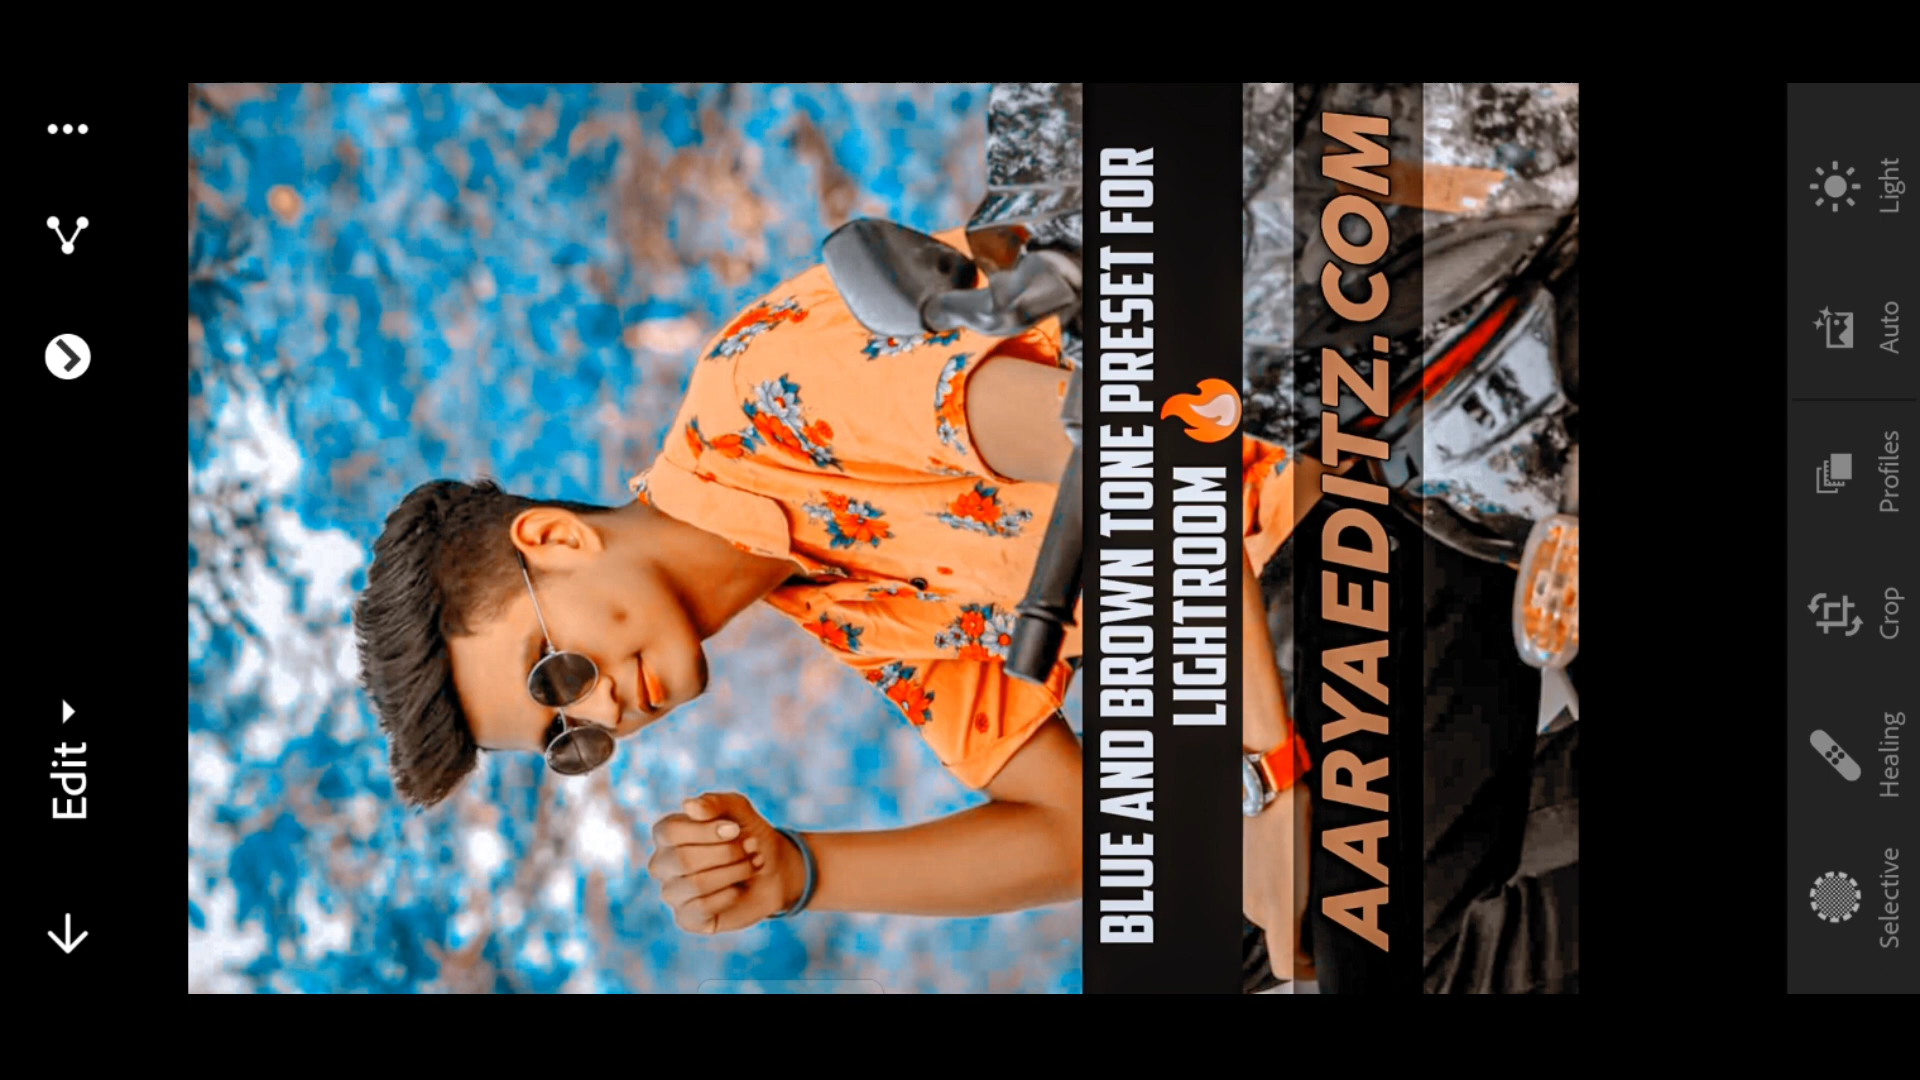 Edit
BLUE AND BROWN TONE PRESET FOR
LIGHTROOM 🔥
AARYAEDITZ.COM
Selective
Healing
Crop
Profiles
Auto
Light